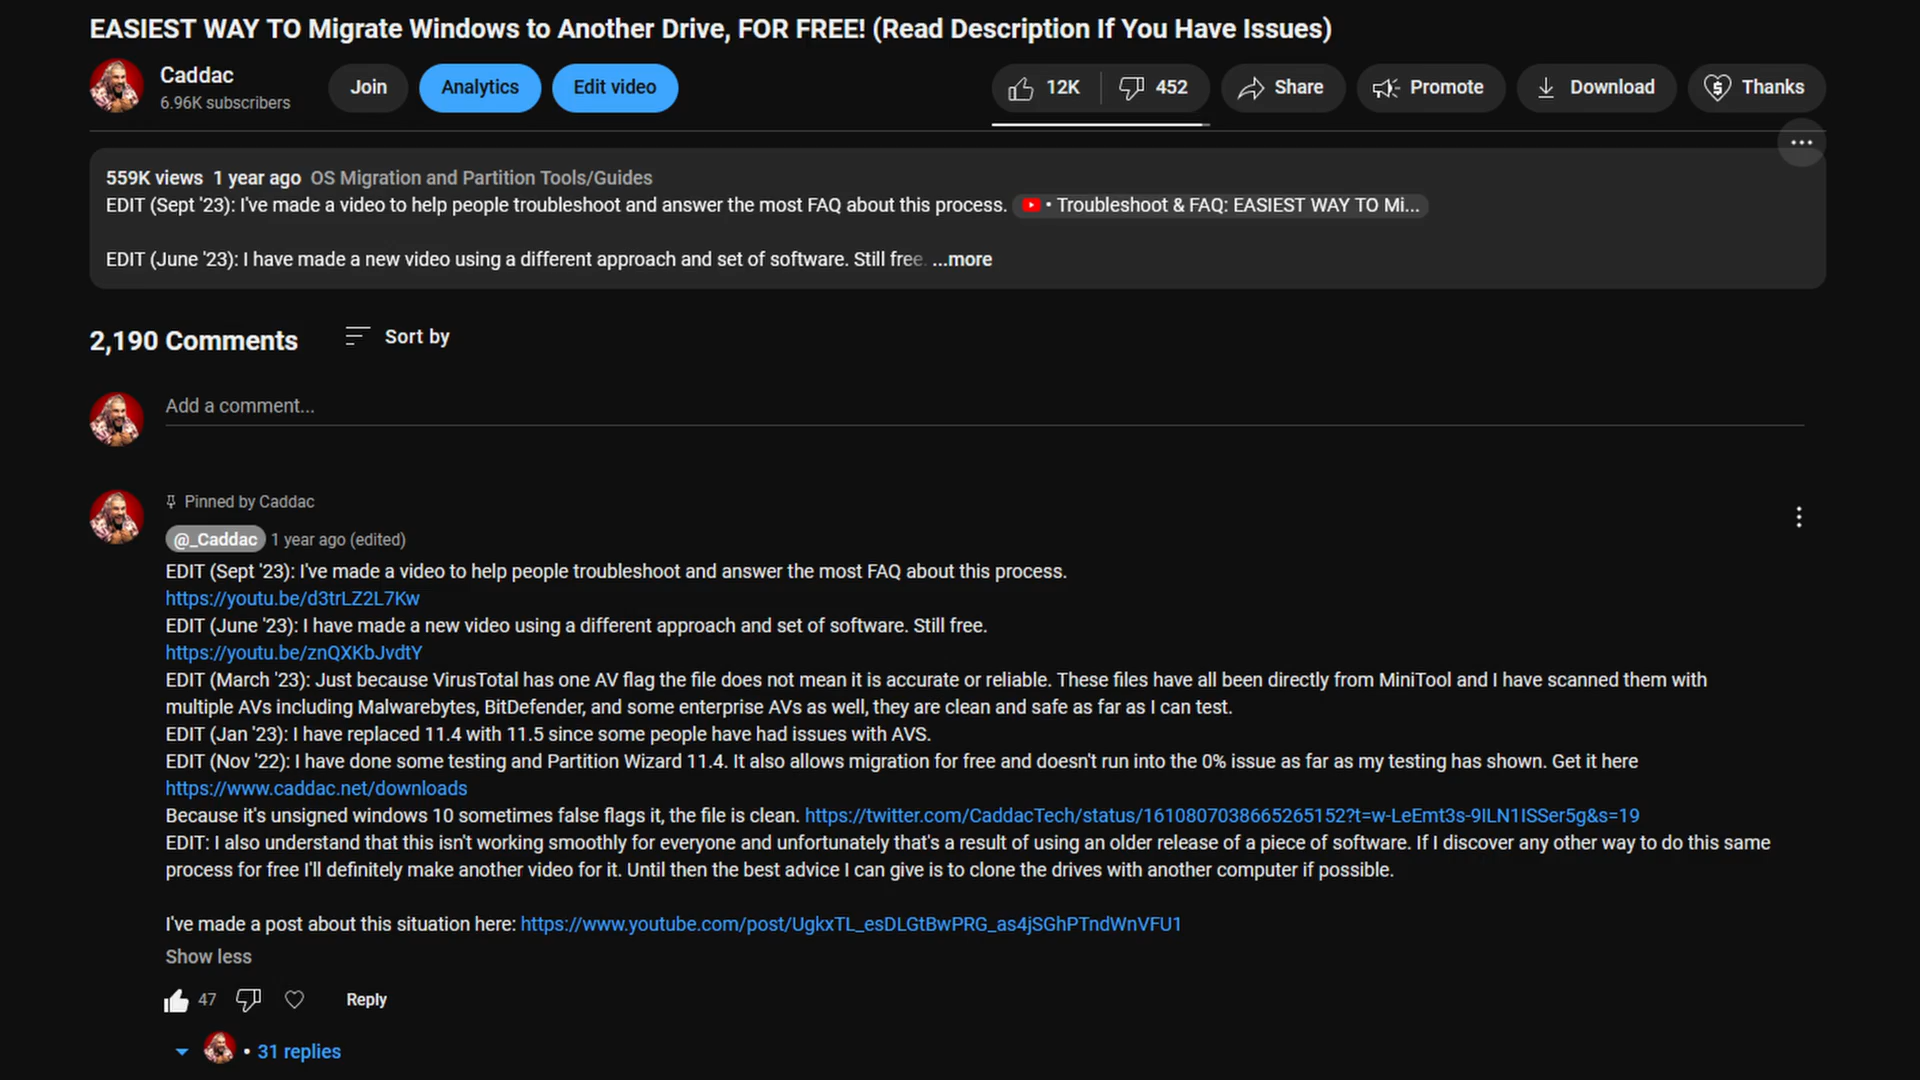 EASIEST WAY TO Migrate Windows to Another Drive, FOR FREE! (Read Description If You Have Issues)
Caddac
6.96K subscribers
Join
Analytics
Edit video
12K
452
Share
Promote
Download
Thanks
559K views 1 year ago OS Migration and Partition Tools/Guides
EDIT (Sept '23): I've made a video to help people troubleshoot and answer the most FAQ about this process. • Troubleshoot & FAQ: EASIEST WAY TO Mi...
EDIT (June '23): I have made a new video using a different approach and set of software. Still free. ...more
2,190 Comments
Sort by
Add a comment...
Pinned by Caddac
@_Caddac 1 year ago (edited)
EDIT (Sept '23): I've made a video to help people troubleshoot and answer the most FAQ about this process.
https://youtu.be/d3trLZ2L7Kw
EDIT (June '23): I have made a new video using a different approach and set of software. Still free.
https://youtu.be/znQXKbJvdtY
EDIT (March '23): Just because VirusTotal has one AV flag the file does not mean it is accurate or reliable. These files have all been directly from MiniTool and I have scanned them with
multiple AVs including Malwarebytes, BitDefender, and some enterprise AVs as well, they are clean and safe as far as I can test.
EDIT (Jan '23): I have replaced 11.4 with 11.5 since some people have had issues with AVS.
EDIT (Nov '22): I have done some testing and Partition Wizard 11.4. It also allows migration for free and doesn't run into the 0% issue as far as my testing has shown. Get it here
https://www.caddac.net/downloads
Because it's unsigned windows 10 sometimes false flags it, the file is clean. https://twitter.com/CaddacTech/status/1610807038665265152?t=w-LeEmt3s-9ILN1ISSer5g&s=19
EDIT: I also understand that this isn't working smoothly for everyone and unfortunately that's a result of using an older release of a piece of software. If I discover any other way to do this same
process for free I'll definitely make another video for it. Until then the best advice I can give is to clone the drives with another computer if possible.
I've made a post about this situation here: https://www.youtube.com/post/UgkxTL_esDLGtBwPRG_as4jSGhPTndWnVFU1
Show less
47
Reply
• 31 replies